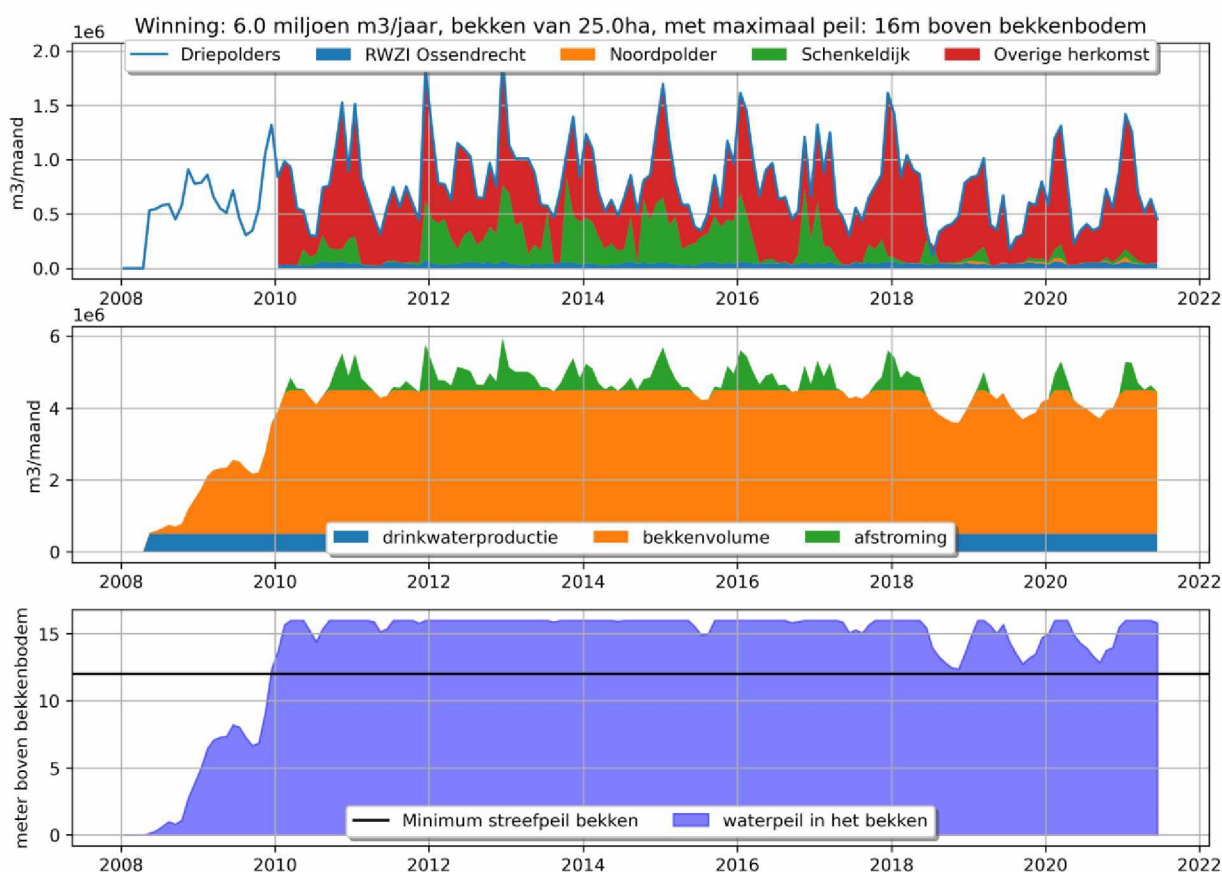 Winning: 6.0 miljoen m3/jaar, bekken van 25.0ha, met maximaal peil: 16m boven bekkenbodem
1e6
Driepolders RWZI Ossendrecht Noordpolder Schenkeldijk Overige herkomst
2.0
1.5
1.0
0.5
0.0
m3/maand
2008 2010 2012 2014 2016 2018 2020 2022
1e6
6
4
2
0
m3/maand
drinkwaterproductie bekkenvolume afstroming
2008 2010 2012 2014 2016 2018 2020 2022
15
10
5
0
meter boven bekkenbodem
Minimum streefpeil bekken waterpeil in het bekken
2008 2010 2012 2014 2016 2018 2020 2022